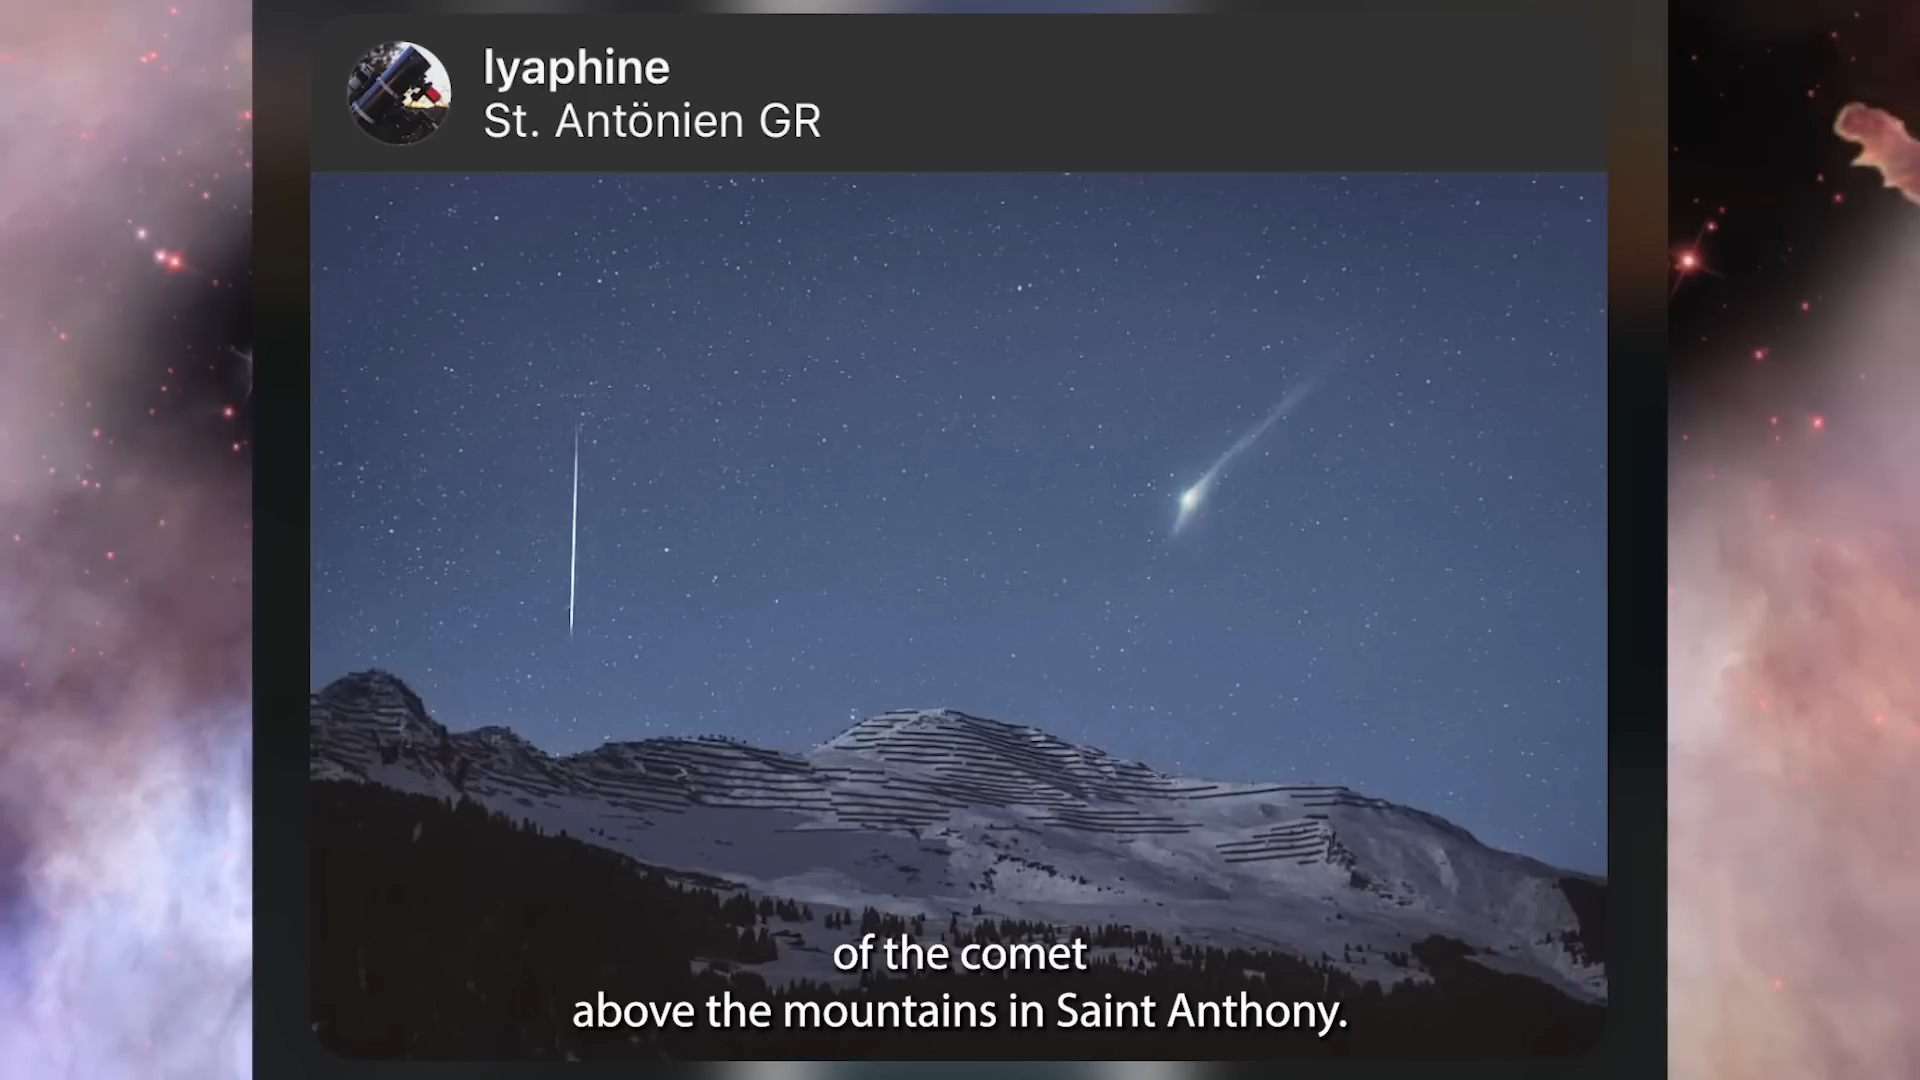 lyaphine
St. Antönien GR
of the comet
above the mountains in Saint Anthony.